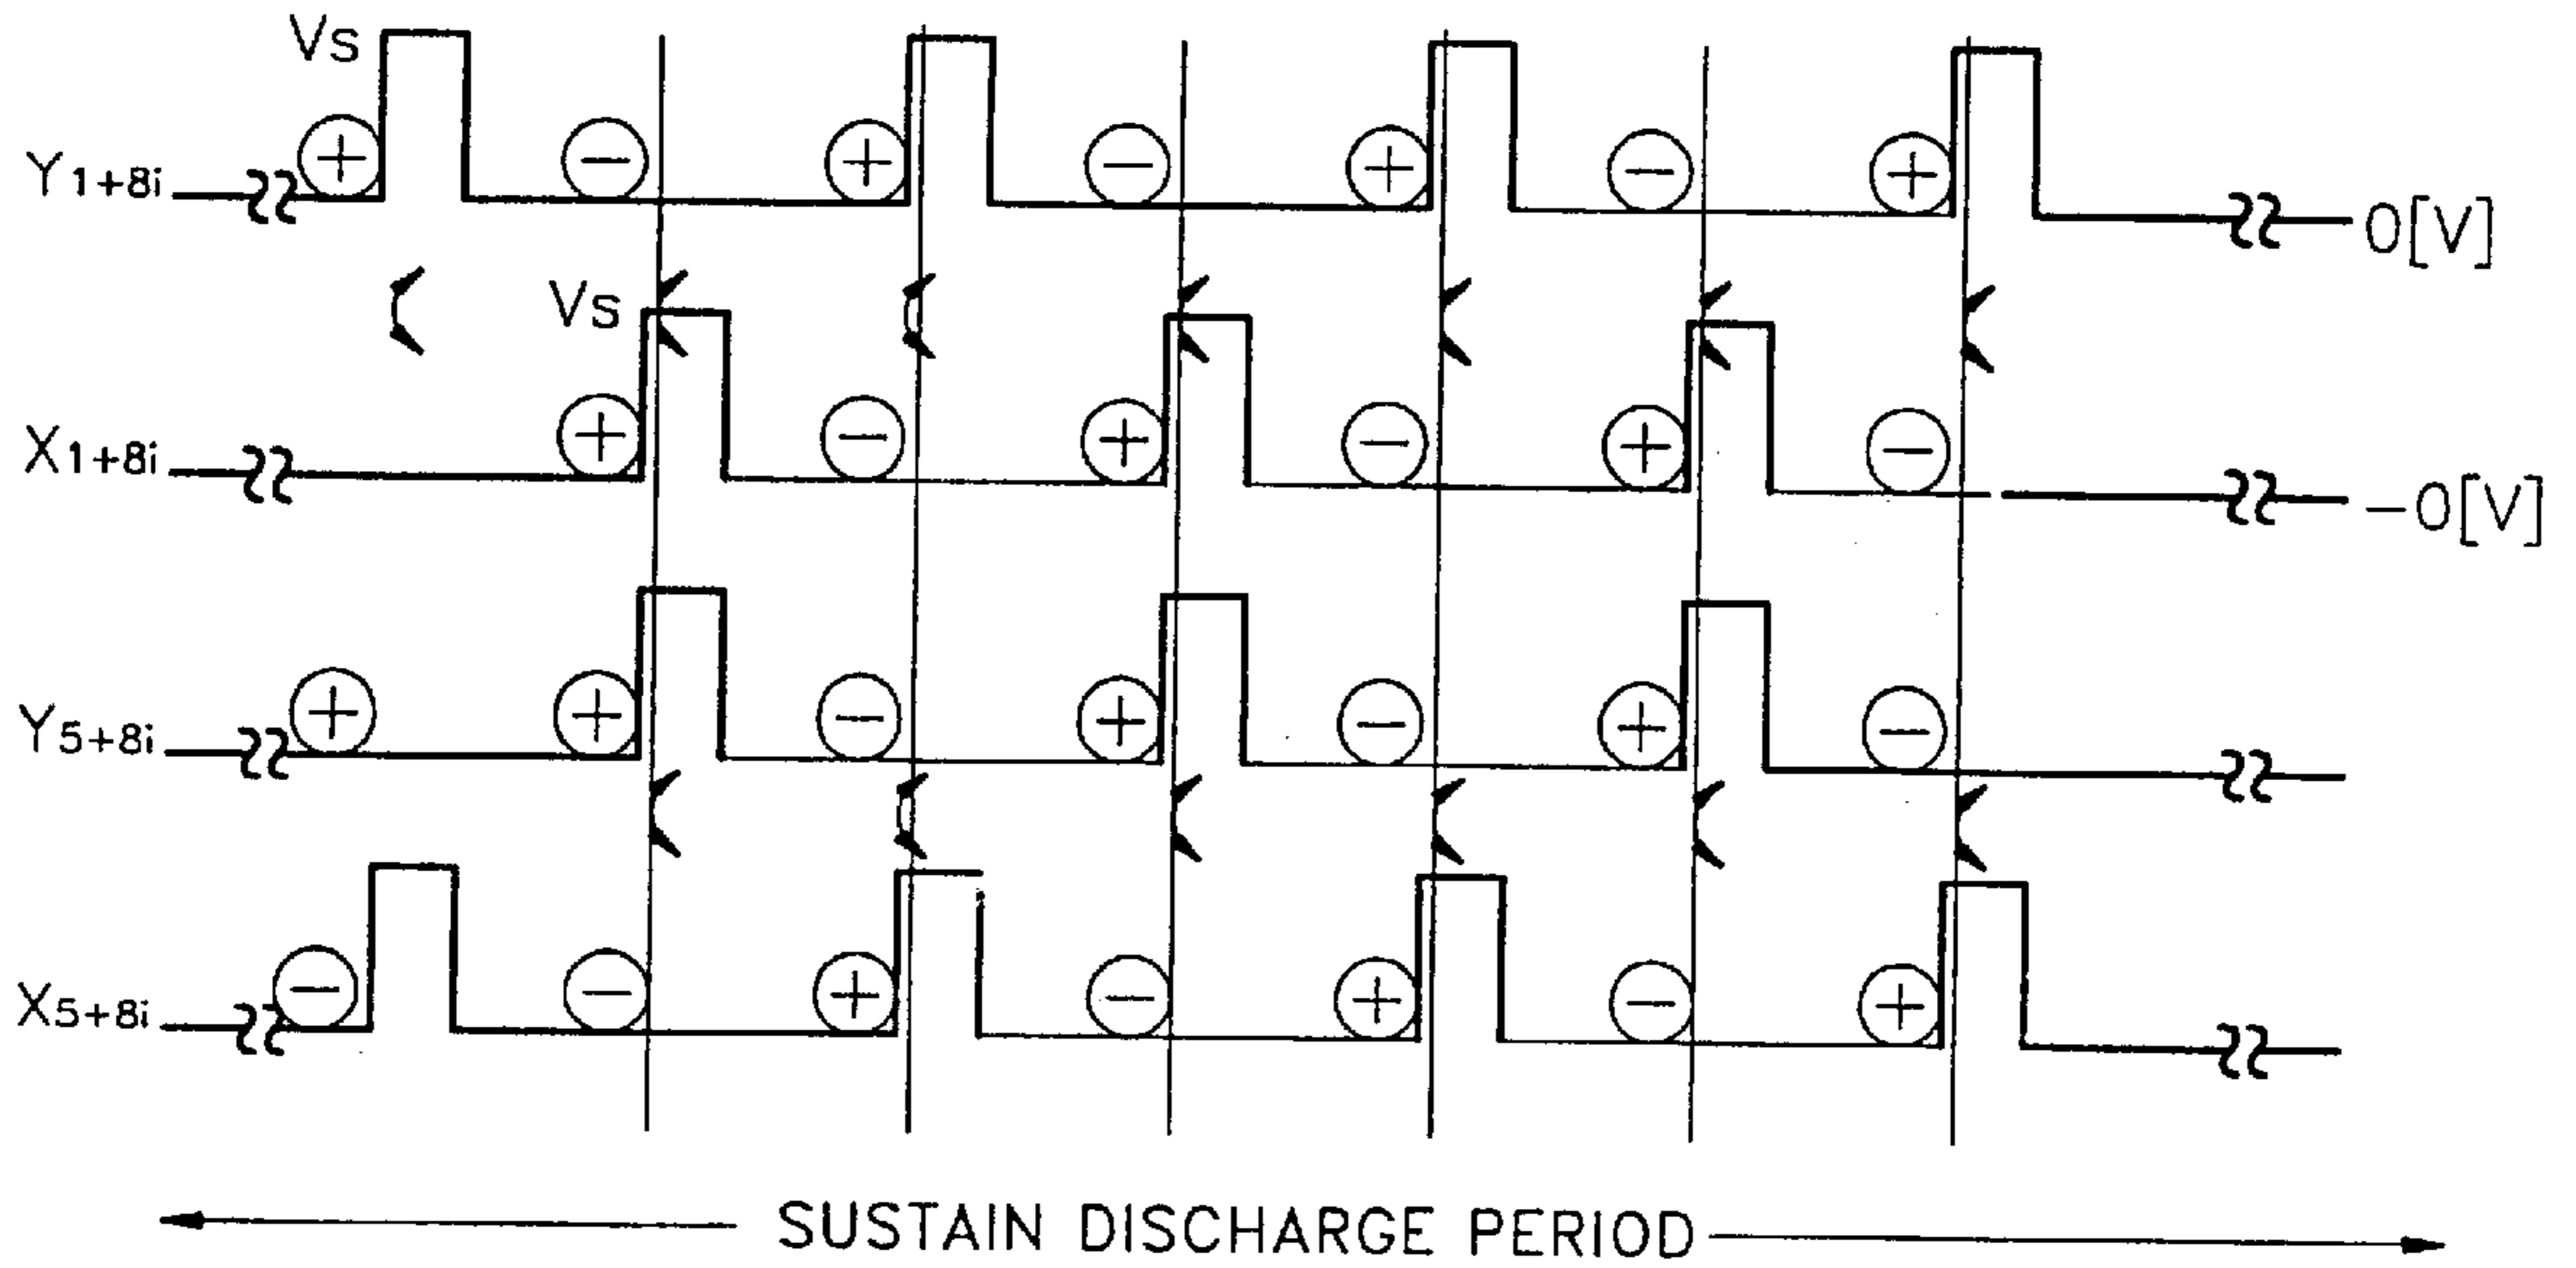 Vs
⊕ ⊖ ⊕ ⊖ ⊕ ⊖ ⊕
Y1+8i 0[V]
Vs
⊕ ⊖ ⊕ ⊖ ⊕ ⊖
X1+8i -0[V]
⊕ ⊕ ⊖ ⊕ ⊖ ⊕ ⊖
Y5+8i
⊖ ⊖ ⊕ ⊖ ⊕ ⊖ ⊕
X5+8i
SUSTAIN DISCHARGE PERIOD